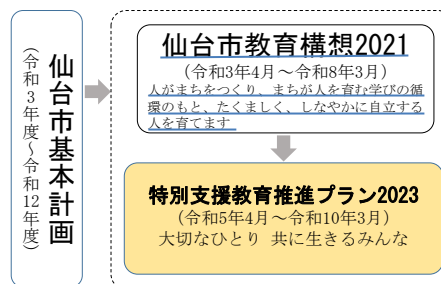 仙台市基本計画
(令和3年度~令和12年度)
仙台市教育構想2021
(令和3年4月~令和8年3月)
人がまちをつくり、まちが人を育む学びの循
環のもと、たくましく、しなやかに自立する
人を育てます
特別支援教育推進プラン2023
(令和5年4月~令和10年3月)
大切なひとり 共に生きるみんな